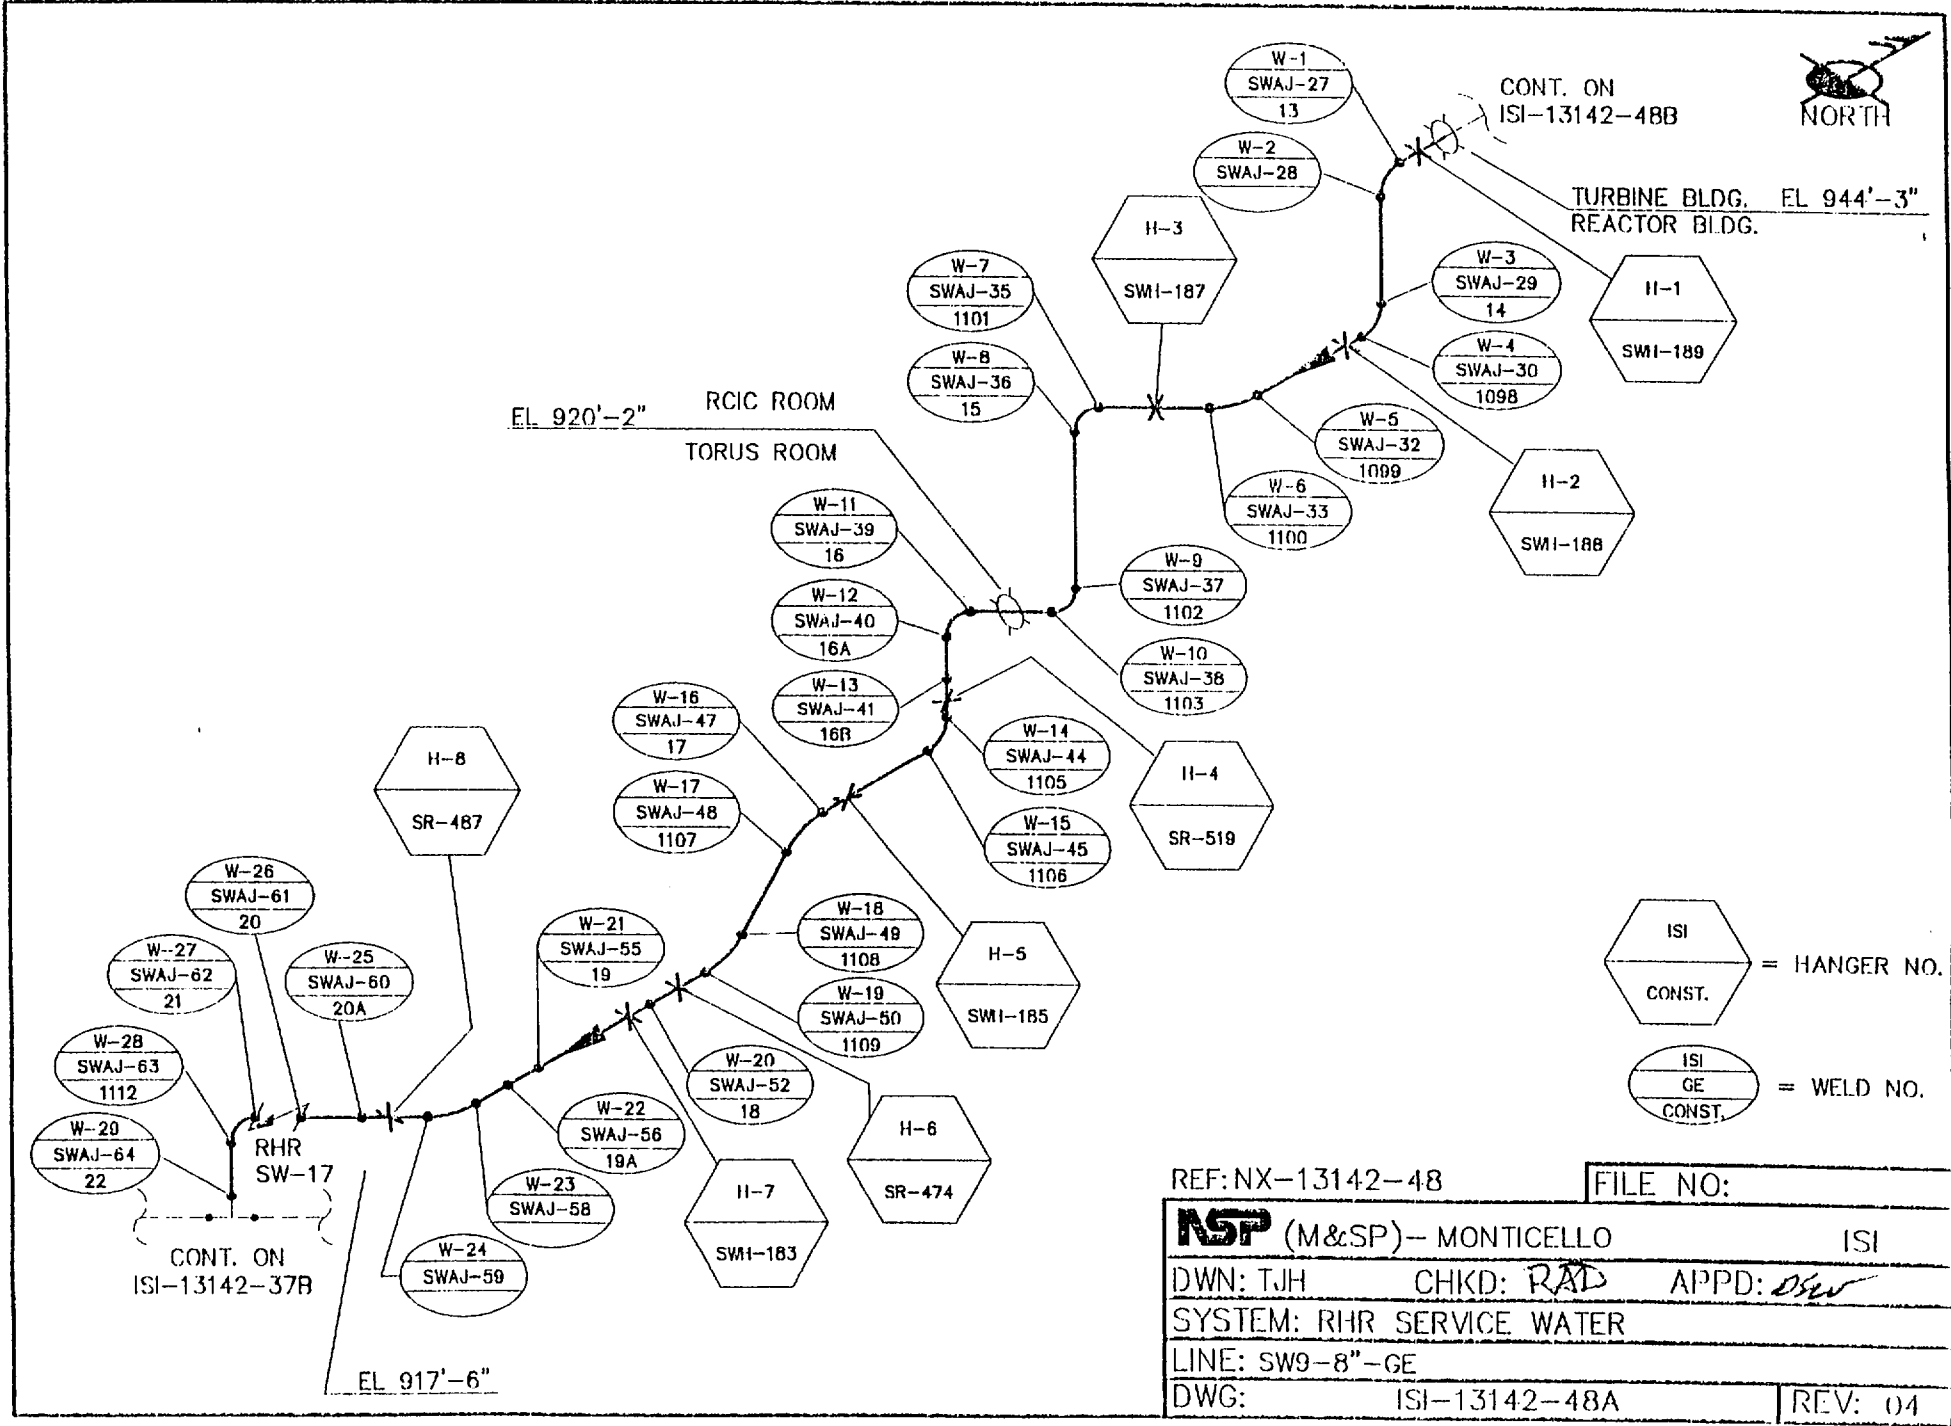 W-1
SWAJ-27
13
CONT. ON
ISI-13142-48B
NORTH
W-2
SWAJ-28
TURBINE BLDG. EL 944'-3"
REACTOR BLDG.
H-3
SWH-187
W-7
SWAJ-35
1101
W-3
SWAJ-29
14
H-1
SWH-189
W-8
SWAJ-36
15
W-4
SWAJ-30
1098
EL 920'-2"
RCIC ROOM
TORUS ROOM
W-5
SWAJ-32
1099
W-6
SWAJ-33
1100
H-2
SWH-188
W-11
SWAJ-39
16
W-9
SWAJ-37
1102
W-12
SWAJ-40
16A
W-10
SWAJ-38
1103
W-13
SWAJ-41
16B
W-16
SWAJ-47
17
W-14
SWAJ-44
1105
H-4
SR-519
H-8
SR-487
W-17
SWAJ-48
1107
W-15
SWAJ-45
1106
W-26
SWAJ-61
20
W-21
SWAJ-55
19
W-18
SWAJ-49
1108
H-5
SWH-185
ISI
CONST.
= HANGER NO.
W-27
SWAJ-62
21
W-25
SWAJ-60
20A
W-19
SWAJ-50
1109
W-28
SWAJ-63
1112
W-20
SWAJ-52
18
ISI
GE
CONST.
= WELD NO.
W-29
SWAJ-64
22
RHR
SW-17
W-22
SWAJ-56
19A
H-6
SR-474
W-23
SWAJ-58
H-7
SWH-183
CONT. ON
ISI-13142-37B
W-24
SWAJ-59
EL 917'-6"
REF: NX-13142-48
FILE NO:
NSP (M&SP)- MONTICELLO ISI
DWN: TJH CHKD: RAD APPD: DSW
SYSTEM: RHR SERVICE WATER
LINE: SW9-8"-GE
DWG: ISI-13142-48A REV: 04